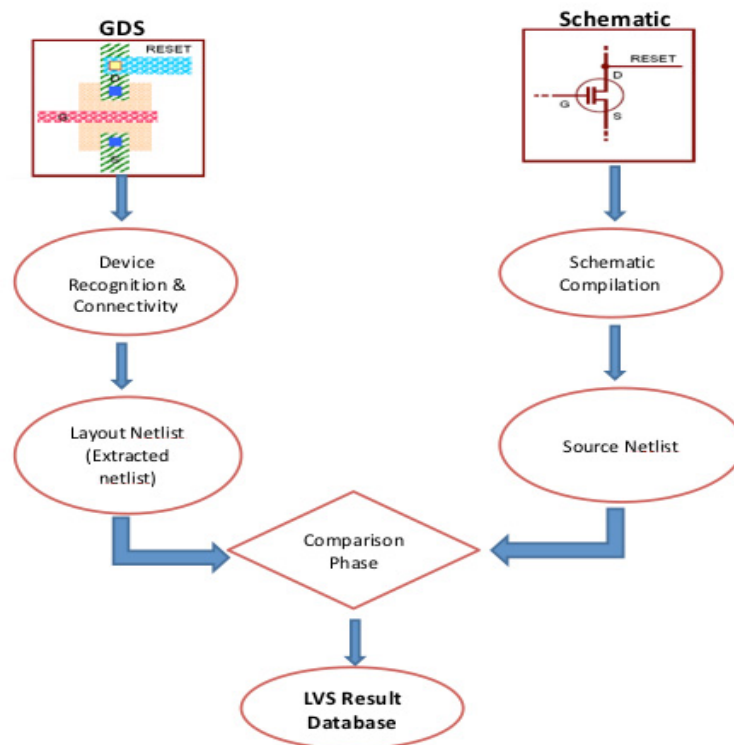 GDS
RESET
D
G
S
Schematic
RESET
D
G
S
Device
Recognition &
Connectivity
Schematic
Compilation
Layout Netlist
(Extracted
netlist)
Source Netlist
Comparison
Phase
LVS Result
Database